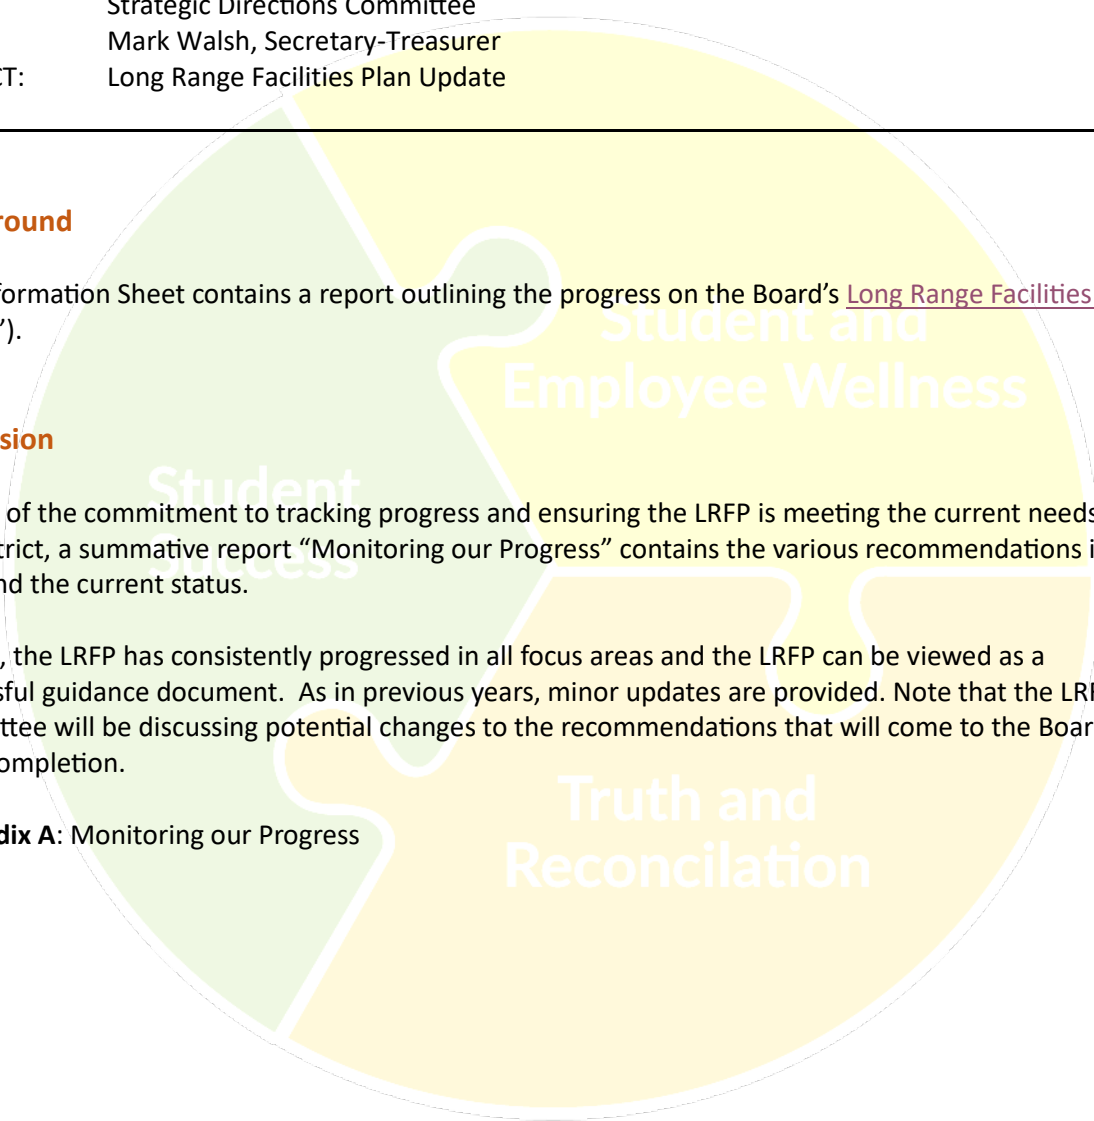 Strategic Directions Committee
Mark Walsh, Secretary-Treasurer
CT: Long Range Facilities Plan Update
round
formation Sheet contains a report outlining the progress on the Board’s Long Range Facilities
”).
sion
of the commitment to tracking progress and ensuring the LRFP is meeting the current needs
trict, a summative report “Monitoring our Progress” contains the various recommendations i
nd the current status.
, the LRFP has consistently progressed in all focus areas and the LRFP can be viewed as a
sful guidance document. As in previous years, minor updates are provided. Note that the LRF
ttee will be discussing potential changes to the recommendations that will come to the Boar
ompletion.
dix A: Monitoring our Progress
Student and
Employee Wellness
Student
Success
Truth and
Reconcilation